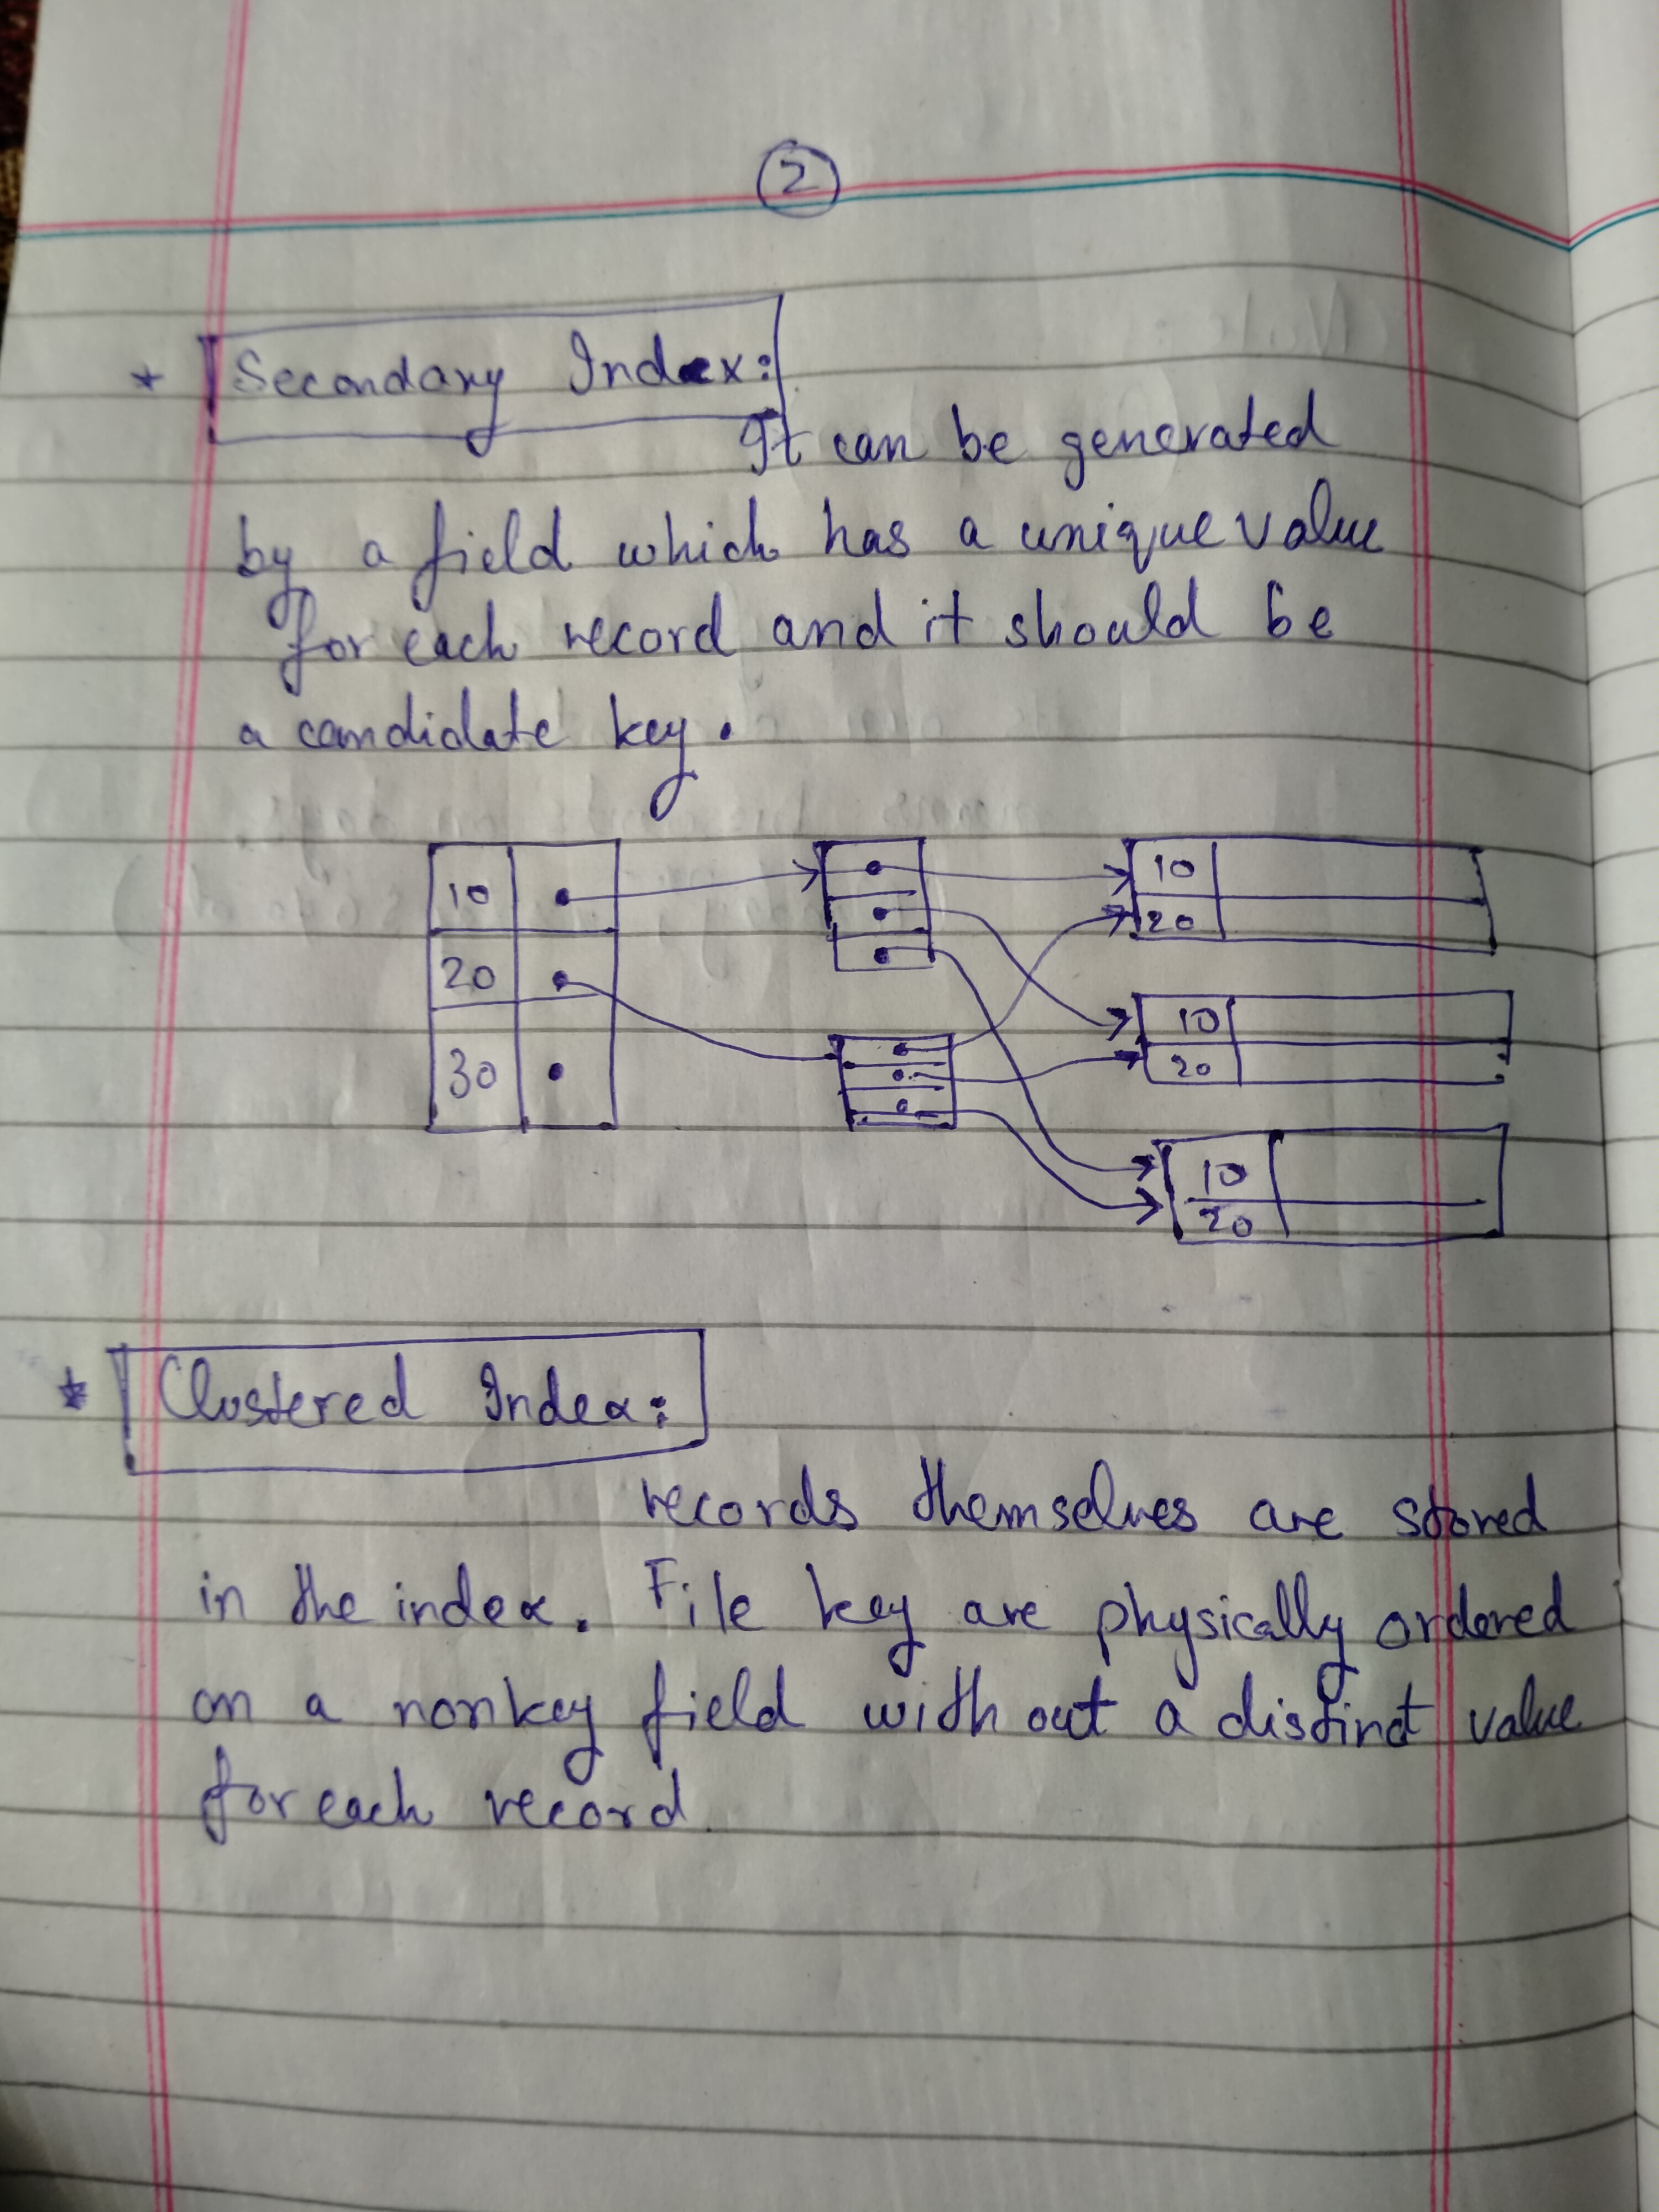 2
* Secondary Index:
It can be generated
by a field which has a unique value
for each record and it should be
a candidate key.
10 10
20 20
30 10
20
10
20
* Clustered Index:
records themselves are stored
in the index. File key are physically ordered
on a nonkey field without a distinct value
for each record.